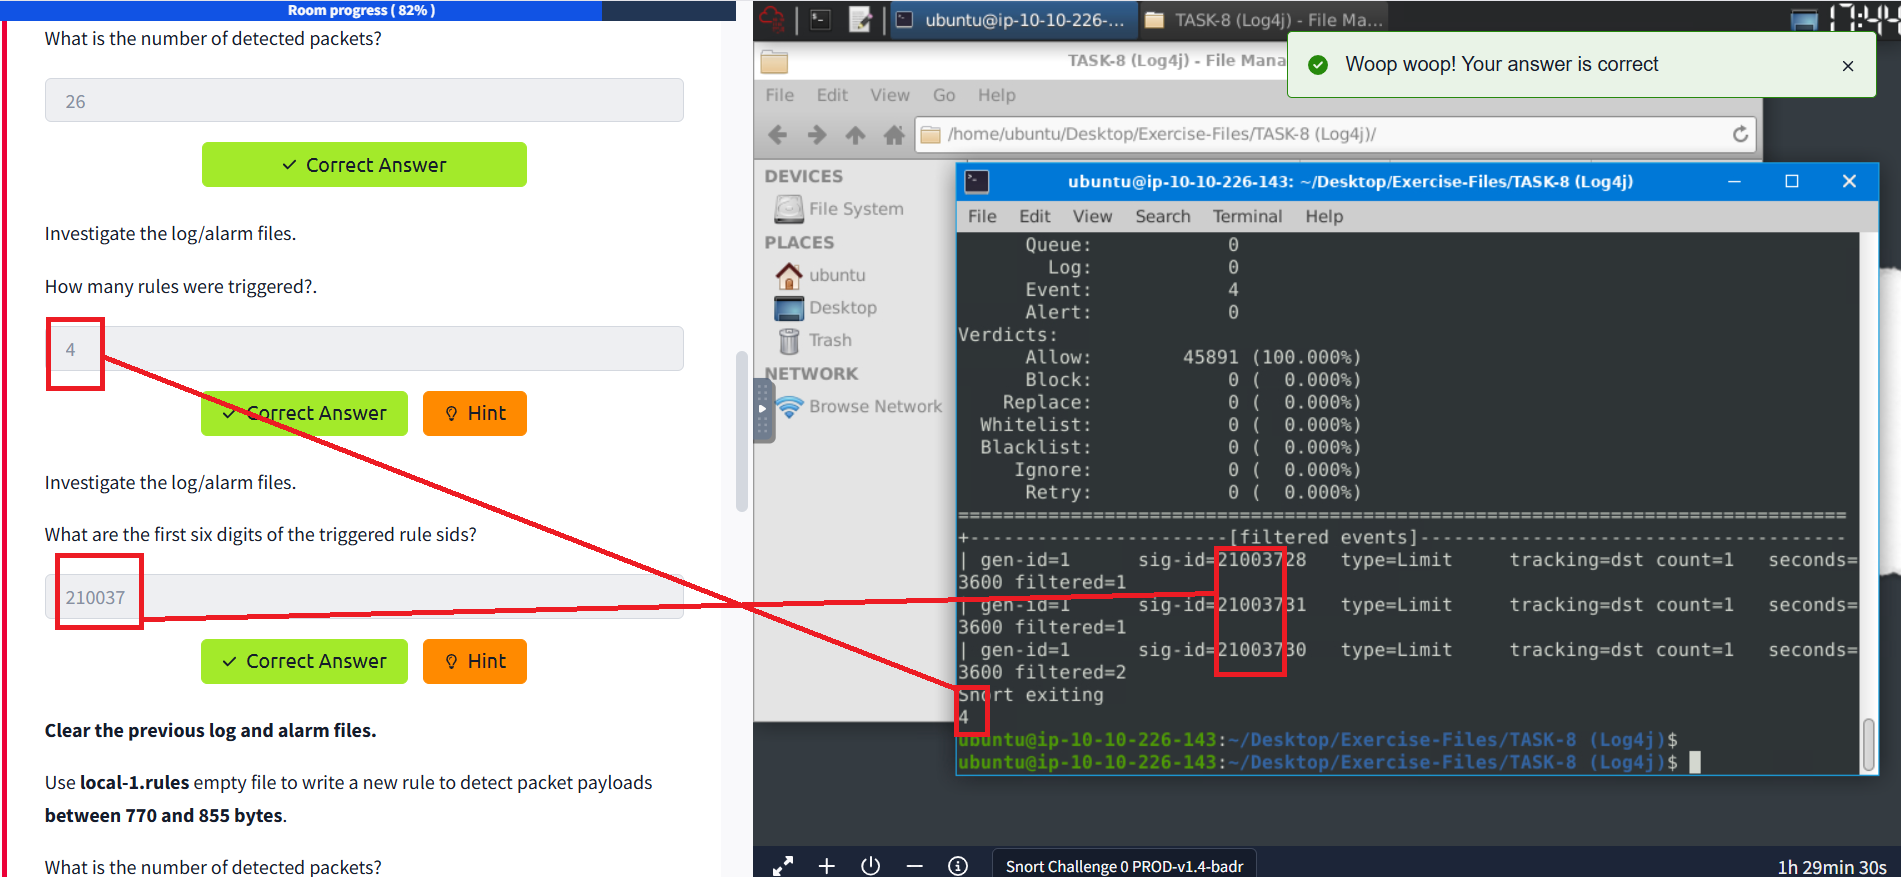 Room progress ( 82% )
What is the number of detected packets?
26
Correct Answer
Investigate the log/alarm files.
How many rules were triggered?.
4
Correct Answer
Hint
Investigate the log/alarm files.
What are the first six digits of the triggered rule sids?
210037
Correct Answer
Hint
Clear the previous log and alarm files.
Use local-1.rules empty file to write a new rule to detect packet payloads
between 770 and 855 bytes.
What is the number of detected packets?
ubuntu@ip-10-10-226-...
TASK-8 (Log4j) - File Ma...
17:44
Woop woop! Your answer is correct
TASK-8 (Log4j) - File Mana
File Edit View Go Help
/home/ubuntu/Desktop/Exercise-Files/TASK-8 (Log4j)/
DEVICES
File System
PLACES
ubuntu
Desktop
Trash
NETWORK
Browse Network
ubuntu@ip-10-10-226-143: ~/Desktop/Exercise-Files/TASK-8 (Log4j)
File Edit View Search Terminal Help
Queue: 0
Log: 0
Event: 4
Alert: 0
Verdicts:
Allow: 45891 (100.000%)
Block: 0 ( 0.000%)
Replace: 0 ( 0.000%)
Whitelist: 0 ( 0.000%)
Blacklist: 0 ( 0.000%)
Ignore: 0 ( 0.000%)
Retry: 0 ( 0.000%)
===============================================================================
+-----------------------[filtered events]--------------------------------------
| gen-id=1 sig-id=21003728 type=Limit tracking=dst count=1 seconds=
3600 filtered=1
| gen-id=1 sig-id=21003731 type=Limit tracking=dst count=1 seconds=
3600 filtered=1
| gen-id=1 sig-id=21003730 type=Limit tracking=dst count=1 seconds=
3600 filtered=2
Snort exiting
4
ubuntu@ip-10-10-226-143:~/Desktop/Exercise-Files/TASK-8 (Log4j)$
ubuntu@ip-10-10-226-143:~/Desktop/Exercise-Files/TASK-8 (Log4j)$
Snort Challenge 0 PROD-v1.4-badr
1h 29min 30s